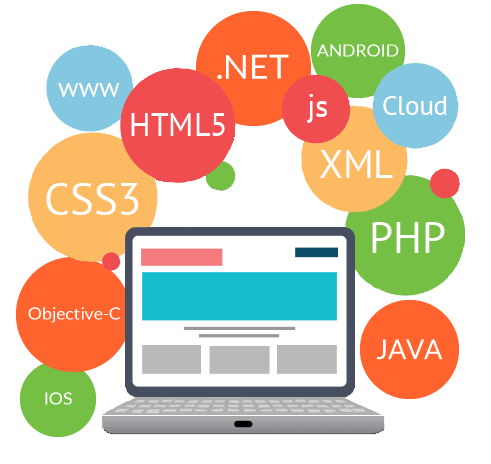 ANDROID
.NET
www
js
Cloud
HTML5
XML
CSS3
PHP
Objective-C
JAVA
IOS